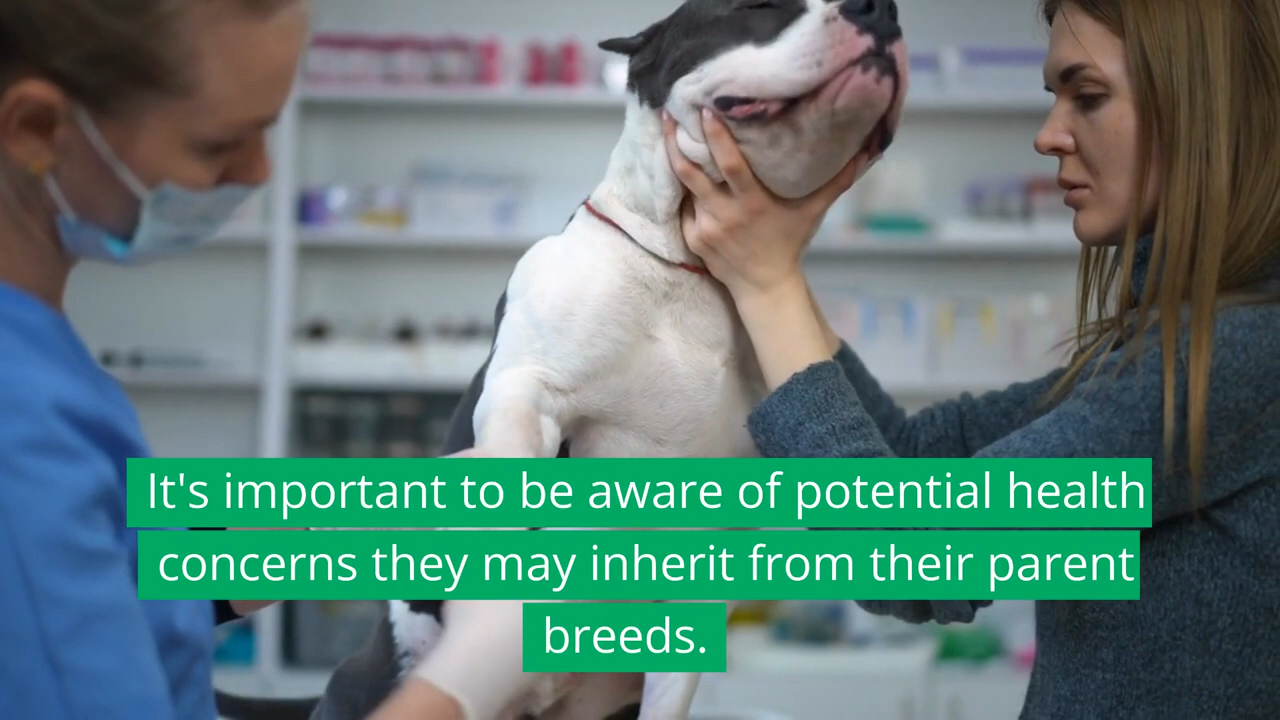 It's important to be aware of potential health
concerns they may inherit from their parent
breeds.